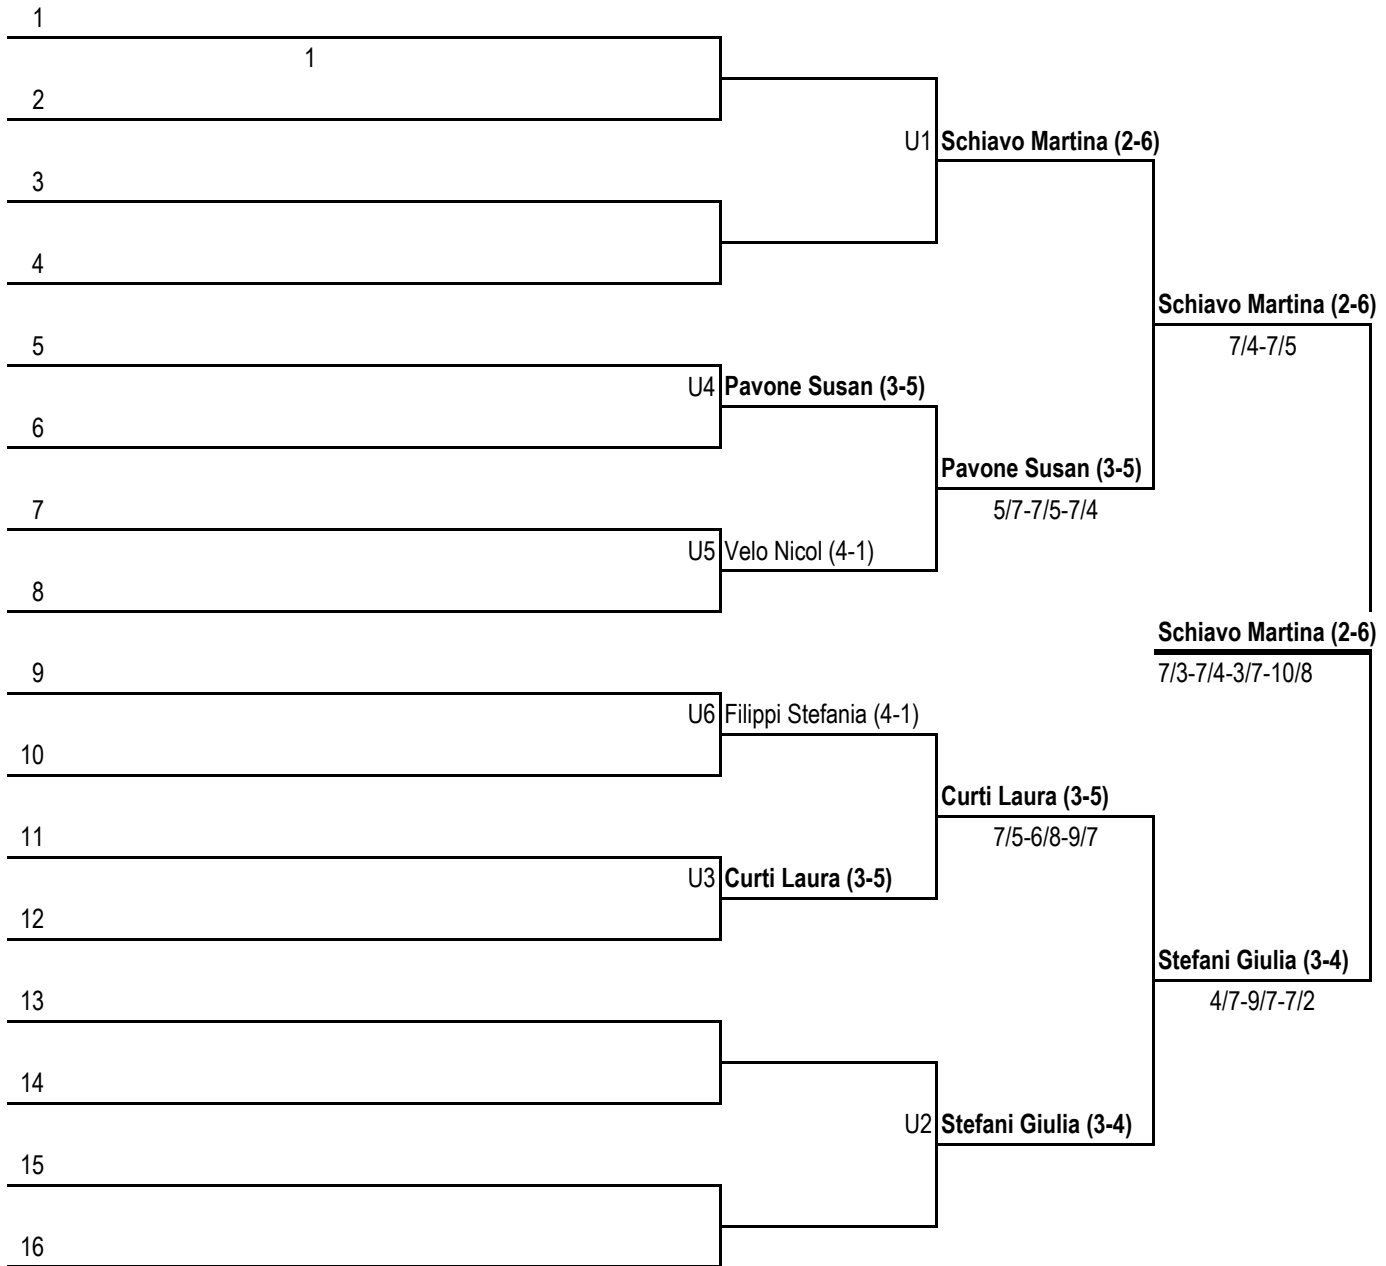 1
1
2
U1 Schiavo Martina (2-6)
3
4
Schiavo Martina (2-6)
5
7/4-7/5
U4 Pavone Susan (3-5)
6
Pavone Susan (3-5)
7
5/7-7/5-7/4
U5 Velo Nicol (4-1)
8
Schiavo Martina (2-6)
9
7/3-7/4-3/7-10/8
U6 Filippi Stefania (4-1)
10
Curti Laura (3-5)
11
7/5-6/8-9/7
U3 Curti Laura (3-5)
12
Stefani Giulia (3-4)
13
4/7-9/7-7/2
14
U2 Stefani Giulia (3-4)
15
16